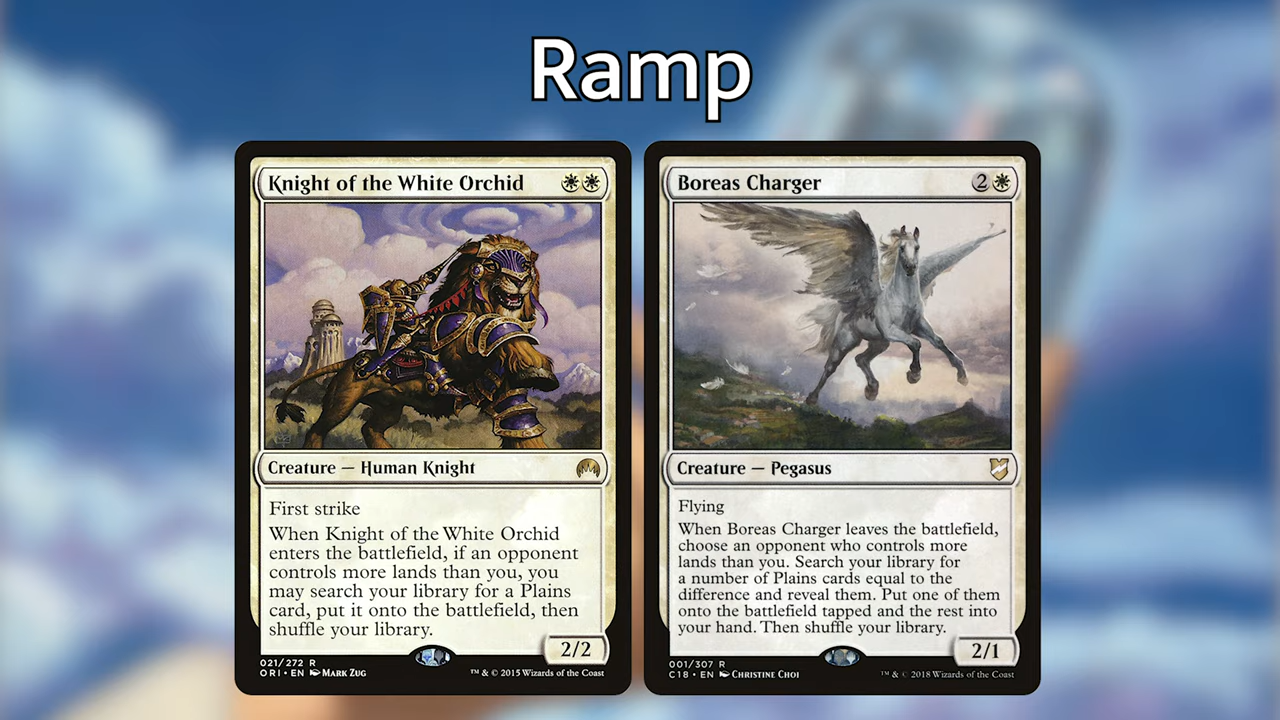 Ramp
Knight of the White Orchid
Creature — Human Knight
First strike
When Knight of the White Orchid
enters the battlefield, if an opponent
controls more lands than you, you
may search your library for a Plains
card, put it onto the battlefield, then
shuffle your library.
2/2
021/272 R
ORI • EN Mark Zug
™ & © 2015 Wizards of the Coast
Boreas Charger
2
Creature — Pegasus
Flying
When Boreas Charger leaves the battlefield,
choose an opponent who controls more
lands than you. Search your library for
a number of Plains cards equal to the
difference and reveal them. Put one of them
onto the battlefield tapped and the rest into
your hand. Then shuffle your library.
2/1
001/307 R
C18 • EN Christine Choi
™ & © 2018 Wizards of the Coast